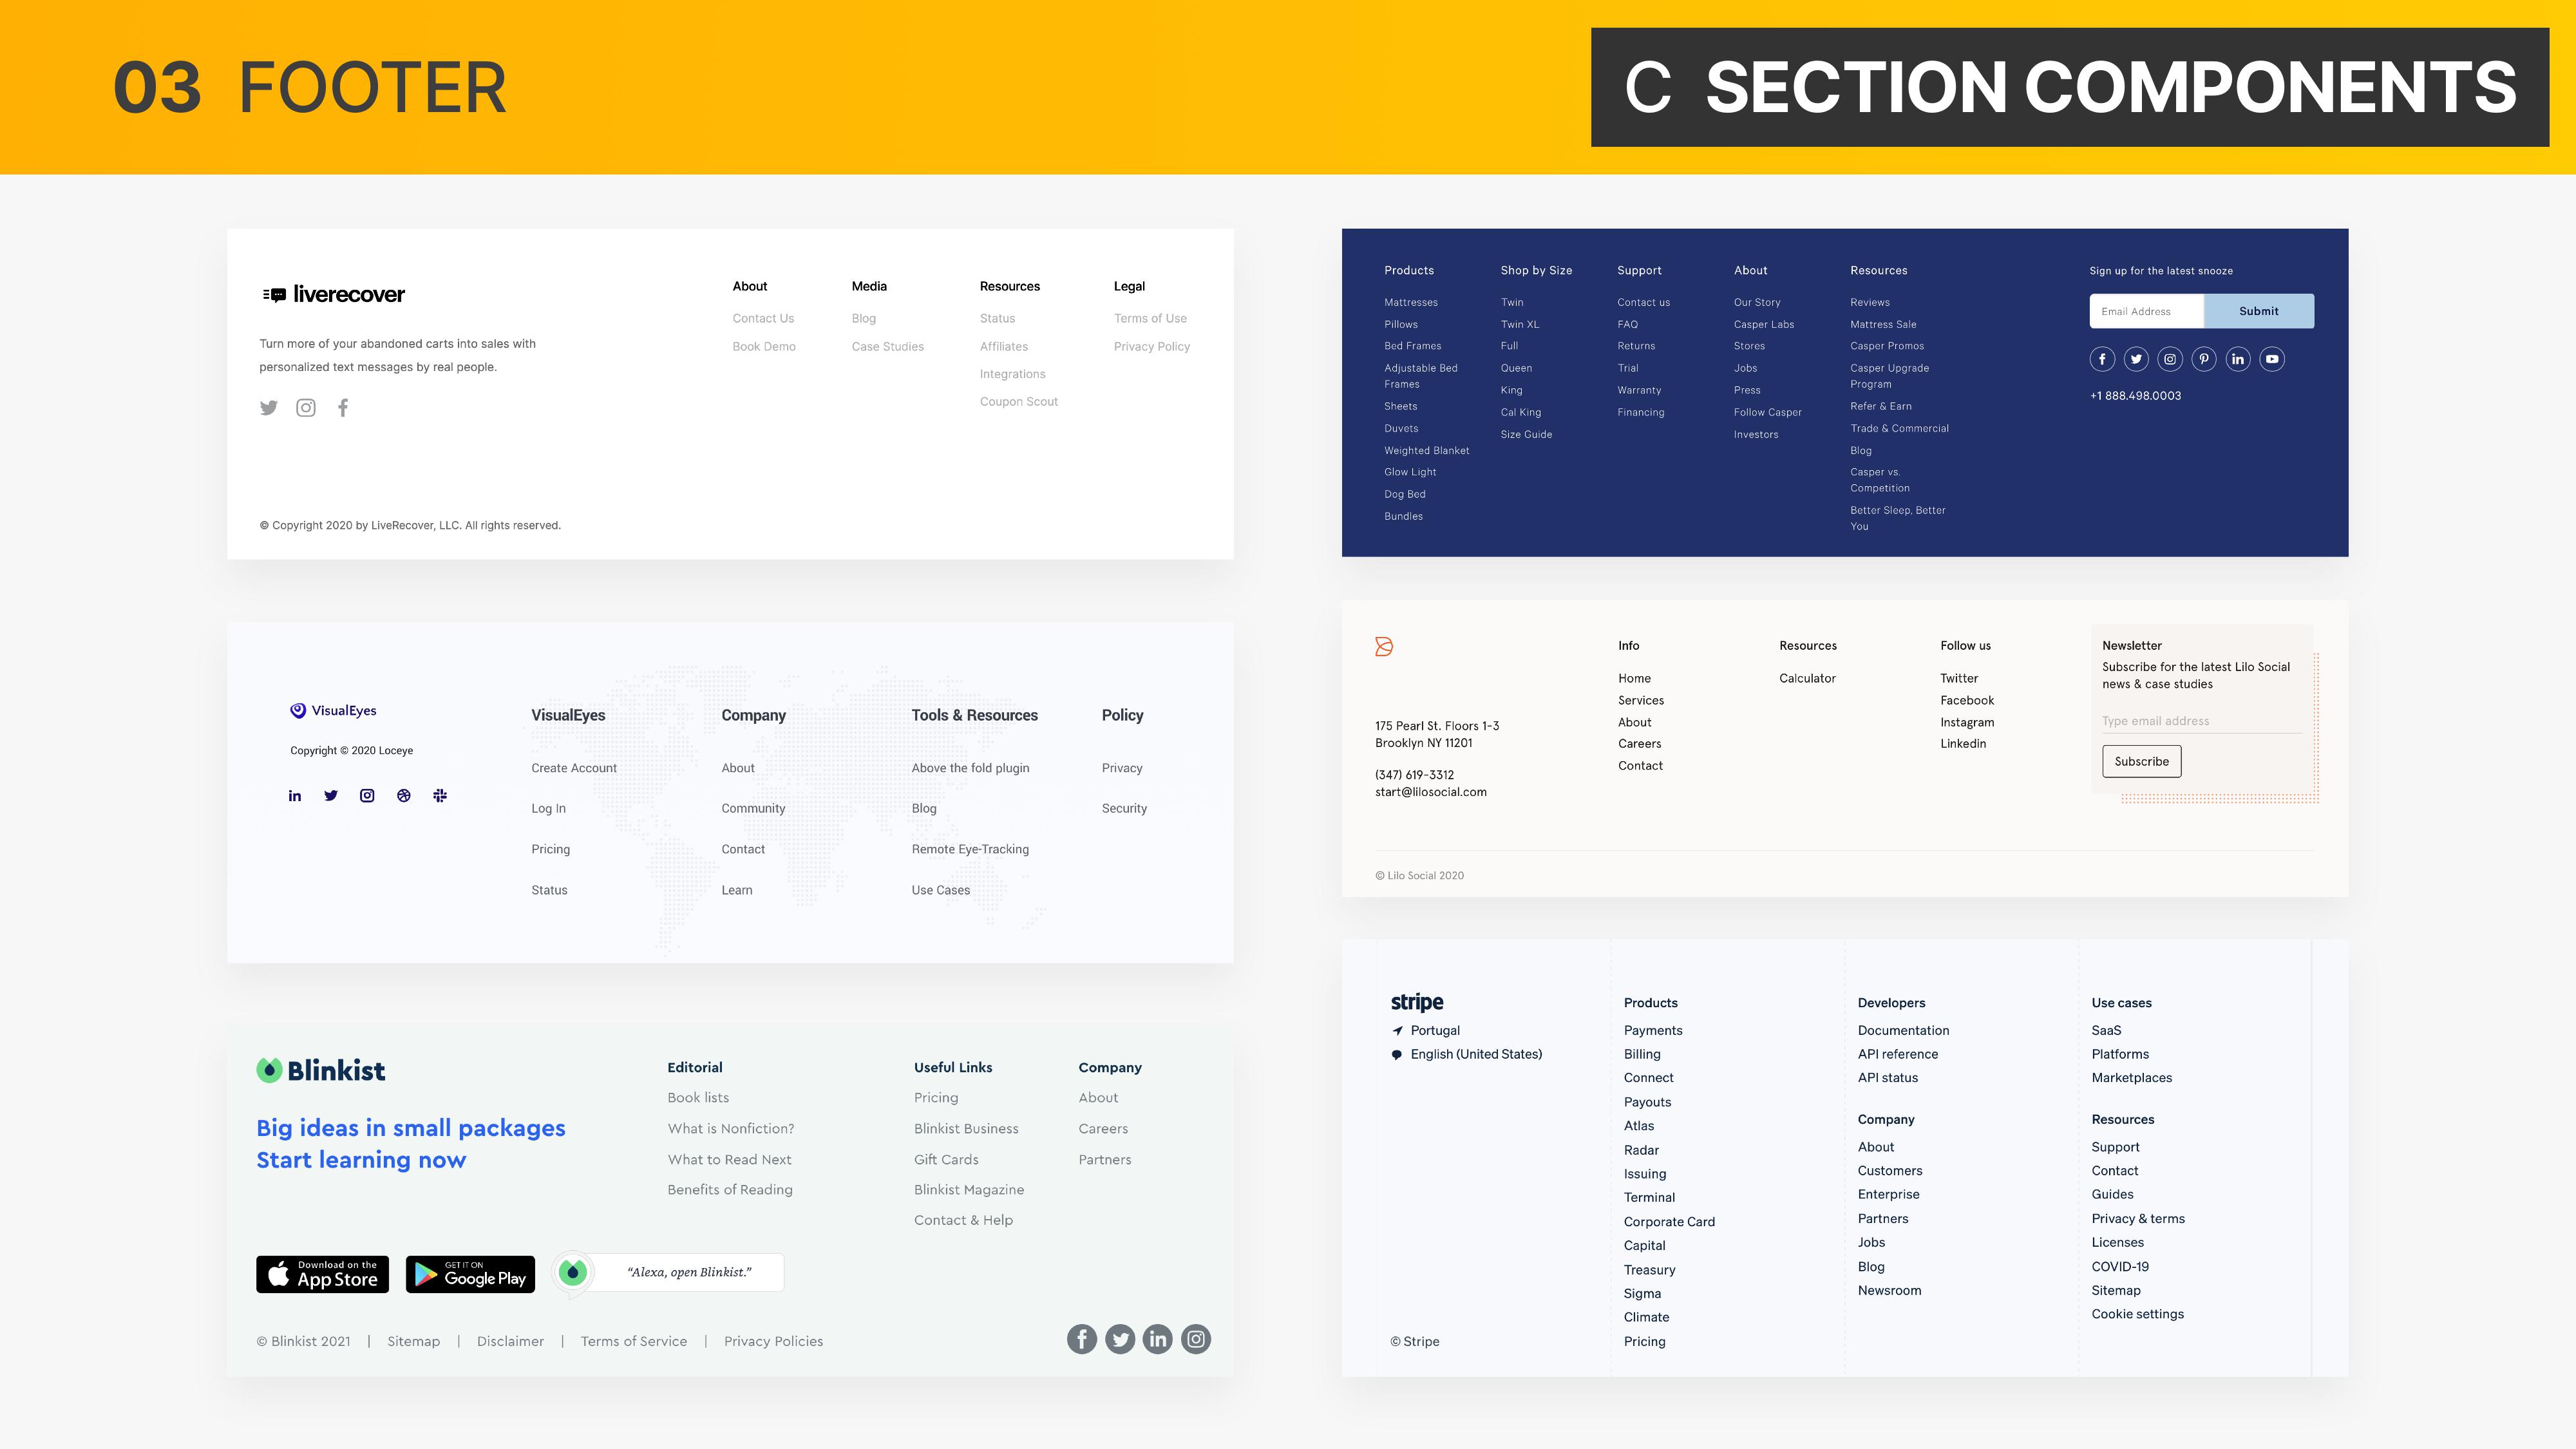 03 FOOTER
C SECTION COMPONENTS
liverecover
Turn more of your abandoned carts into sales with
personalized text messages by real people.
About
Contact Us
Book Demo
Media
Blog
Case Studies
Resources
Status
Affiliates
Integrations
Coupon Scout
Legal
Terms of Use
Privacy Policy
© Copyright 2020 by LiveRecover, LLC. All rights reserved.
Products
Mattresses
Pillows
Bed Frames
Adjustable Bed
Frames
Sheets
Duvets
Weighted Blanket
Glow Light
Dog Bed
Bundles
Shop by Size
Twin
Twin XL
Full
Queen
King
Cal King
Size Guide
Support
Contact us
FAQ
Returns
Trial
Warranty
Financing
About
Our Story
Casper Labs
Stores
Jobs
Press
Follow Casper
Investors
Resources
Reviews
Mattress Sale
Casper Promos
Casper Upgrade
Program
Refer & Earn
Trade & Commercial
Blog
Casper vs.
Competition
Better Sleep, Better
You
Sign up for the latest snooze
Email Address
Submit
+1 888.498.0003
VisualEyes
Copyright © 2020 Loceye
VisualEyes
Create Account
Log In
Pricing
Status
Company
About
Community
Contact
Learn
Tools & Resources
Above the fold plugin
Blog
Remote Eye-Tracking
Use Cases
Policy
Privacy
Security
175 Pearl St. Floors 1-3
Brooklyn NY 11201
(347) 619-3312
start@lilosocial.com
Info
Home
Services
About
Careers
Contact
Resources
Calculator
Follow us
Twitter
Facebook
Instagram
Linkedin
Newsletter
Subscribe for the latest Lilo Social
news & case studies
Type email address
Subscribe
© Lilo Social 2020
Blinkist
Big ideas in small packages
Start learning now
Editorial
Book lists
What is Nonfiction?
What to Read Next
Benefits of Reading
Useful Links
Pricing
Blinkist Business
Gift Cards
Blinkist Magazine
Contact & Help
Company
About
Careers
Partners
Download on the
App Store
GET IT ON
Google Play
“Alexa, open Blinkist.”
© Blinkist 2021 | Sitemap | Disclaimer | Terms of Service | Privacy Policies
stripe
Portugal
English (United States)
© Stripe
Products
Payments
Billing
Connect
Payouts
Atlas
Radar
Issuing
Terminal
Corporate Card
Capital
Treasury
Sigma
Climate
Pricing
Developers
Documentation
API reference
API status
Company
About
Customers
Enterprise
Partners
Jobs
Blog
Newsroom
Use cases
SaaS
Platforms
Marketplaces
Resources
Support
Contact
Guides
Privacy & terms
Licenses
COVID-19
Sitemap
Cookie settings